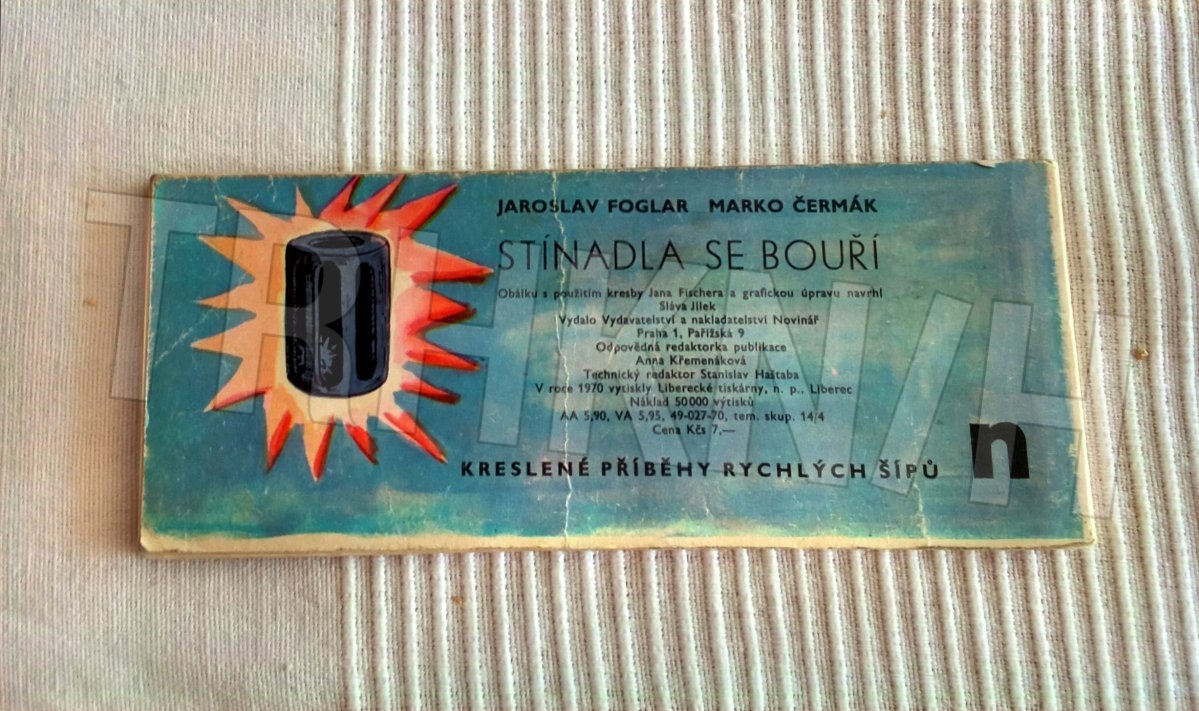 JAROSLAV FOGLAR MARKO ČERMÁK
STÍNADLA SE BOUŘÍ
Obálku s použitím kresby Jana Fischera a grafickou úpravu navrhl
Sláva Jílek
Vydalo Vydavatelství a nakladatelství Novinář
Praha 1, Pařížská 9
Odpovědná redaktorka publikace
Anna Křemenáková
Technický redaktor Stanislav Haštaba
V roce 1970 vytiskly Liberecké tiskárny, n. p., Liberec
Náklad 50 000 výtisků
AA 5,90, VA 5,95, 49-027-70, tem. skup. 14/4
Cena Kčs 7,—
n
KRESLENÉ PŘÍBĚHY RYCHLÝCH ŠÍPŮ